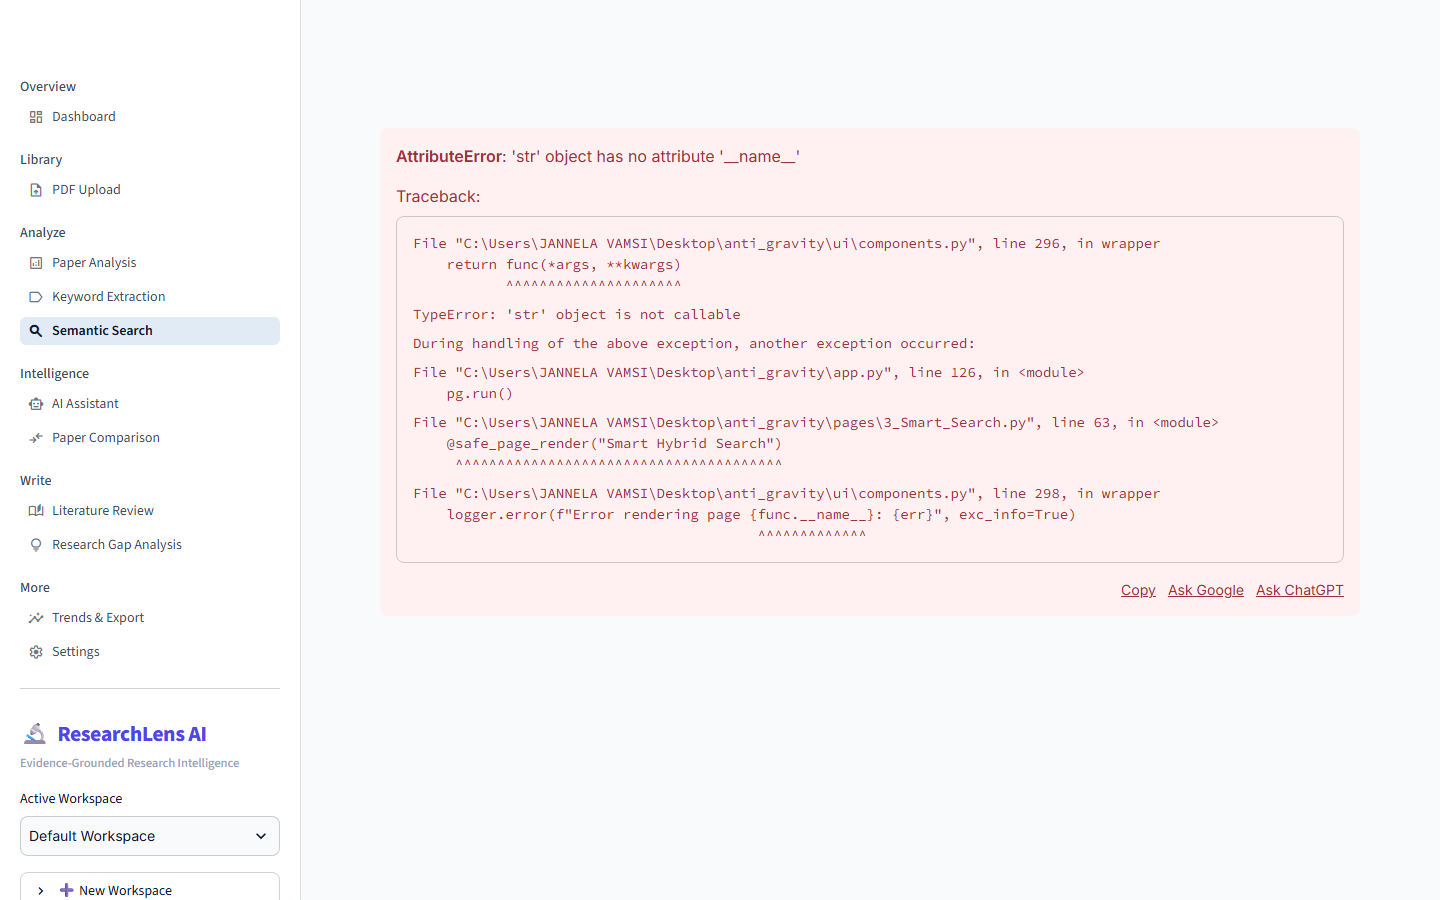 Overview
Dashboard
Library
PDF Upload
Analyze
Paper Analysis
Keyword Extraction
Semantic Search
Intelligence
AI Assistant
Paper Comparison
Write
Literature Review
Research Gap Analysis
More
Trends & Export
Settings
ResearchLens AI
Evidence-Grounded Research Intelligence
Active Workspace
Default Workspace
New Workspace
AttributeError: 'str' object has no attribute '__name__'
Traceback:
File "C:\Users\JANNELA VAMSI\Desktop\anti_gravity\ui\components.py", line 296, in wrapper
    return func(*args, **kwargs)
           ^^^^^^^^^^^^^^^^^^^^^
TypeError: 'str' object is not callable
During handling of the above exception, another exception occurred:
File "C:\Users\JANNELA VAMSI\Desktop\anti_gravity\app.py", line 126, in <module>
    pg.run()
File "C:\Users\JANNELA VAMSI\Desktop\anti_gravity\pages\3_Smart_Search.py", line 63, in <module>
    @safe_page_render("Smart Hybrid Search")
     ^^^^^^^^^^^^^^^^^^^^^^^^^^^^^^^^^^^^^^^
File "C:\Users\JANNELA VAMSI\Desktop\anti_gravity\ui\components.py", line 298, in wrapper
    logger.error(f"Error rendering page {func.__name__}: {err}", exc_info=True)
                                         ^^^^^^^^^^^^^
Copy Ask Google Ask ChatGPT